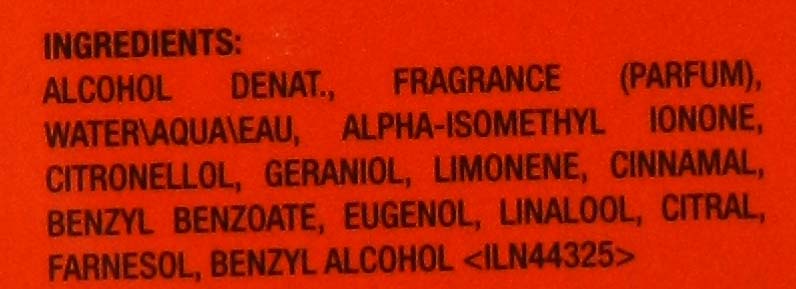 INGREDIENTS:
ALCOHOL DENAT., FRAGRANCE (PARFUM),
WATER\AQUA\EAU, ALPHA-ISOMETHYL IONONE,
CITRONELLOL, GERANIOL, LIMONENE, CINNAMAL,
BENZYL BENZOATE, EUGENOL, LINALOOL, CITRAL,
FARNESOL, BENZYL ALCOHOL <ILN44325>